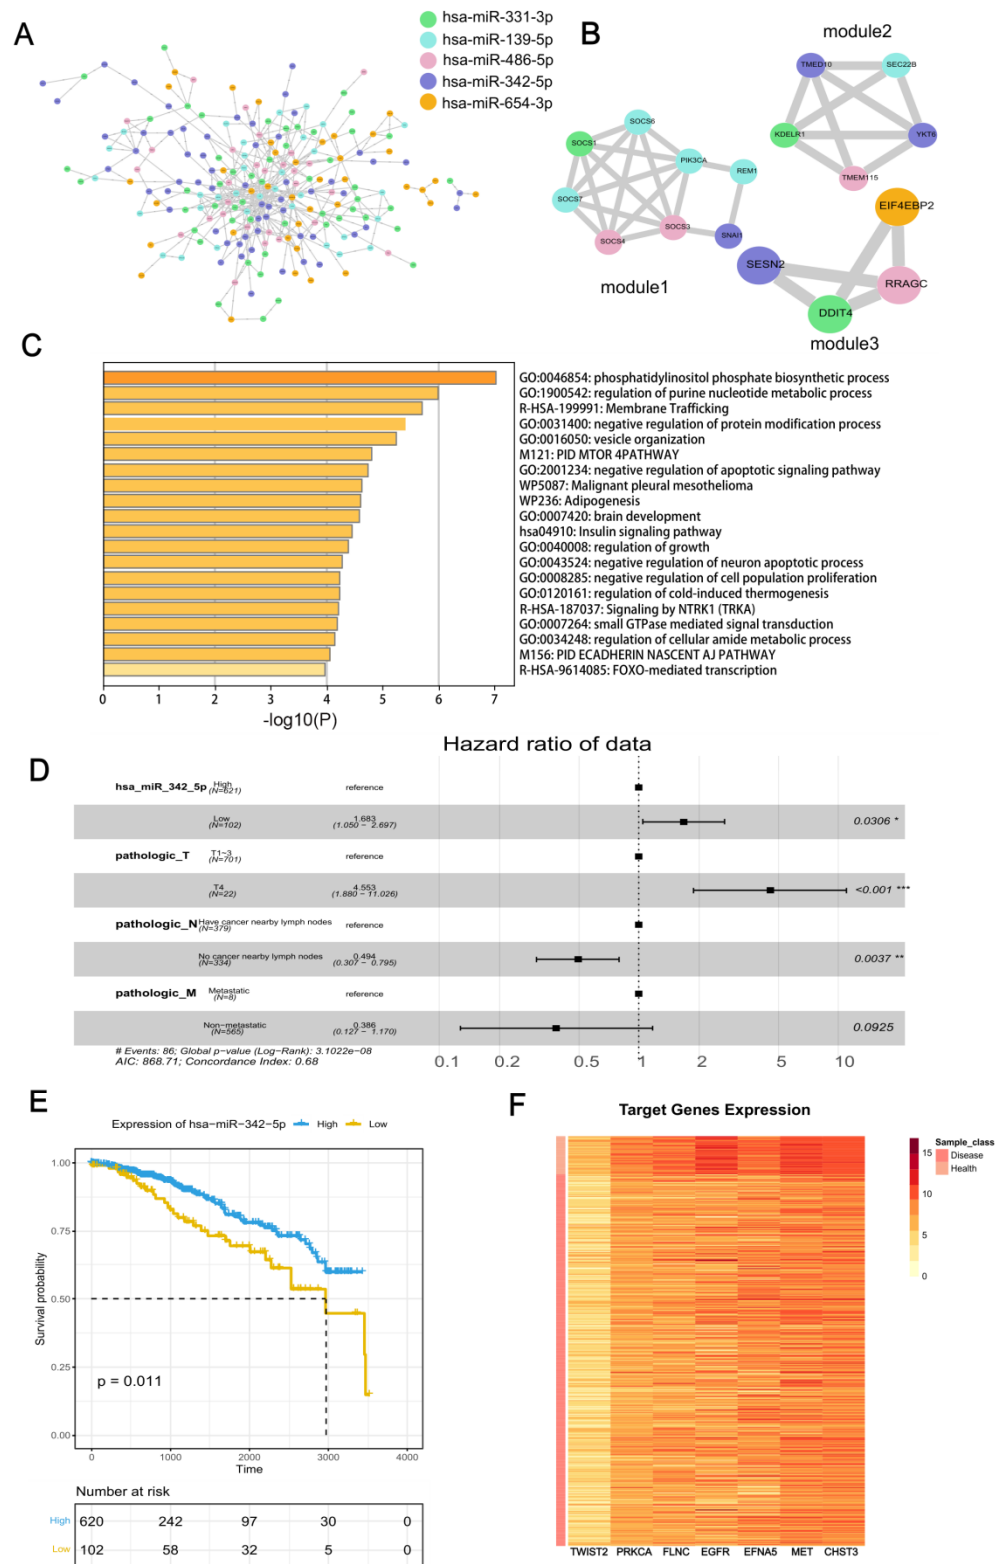 A
hsa-miR-331-3p
hsa-miR-139-5p
hsa-miR-486-5p
hsa-miR-342-5p
hsa-miR-654-3p
B
module2
TMED10
SEC22B
KDELR1
YKT6
TMEM115
SOCS6
SOCS1
PIK3CA
REM1
SOCS7
SOCS3
SOCS4
SNAI1
module1
EIF4EBP2
SESN2
RRAGC
DDIT4
module3
C
GO:0046854: phosphatidylinositol phosphate biosynthetic process
GO:1900542: regulation of purine nucleotide metabolic process
R-HSA-199991: Membrane Trafficking
GO:0031400: negative regulation of protein modification process
GO:0016050: vesicle organization
M121: PID MTOR 4PATHWAY
GO:2001234: negative regulation of apoptotic signaling pathway
WP5087: Malignant pleural mesothelioma
WP236: Adipogenesis
GO:0007420: brain development
hsa04910: Insulin signaling pathway
GO:0040008: regulation of growth
GO:0043524: negative regulation of neuron apoptotic process
GO:0008285: negative regulation of cell population proliferation
GO:0120161: regulation of cold-induced thermogenesis
R-HSA-187037: Signaling by NTRK1 (TRKA)
GO:0007264: small GTPase mediated signal transduction
GO:0034248: regulation of cellular amide metabolic process
M156: PID ECADHERIN NASCENT AJ PATHWAY
R-HSA-9614085: FOXO-mediated transcription
0 1 2 3 4 5 6 7
-log10(P)
D
Hazard ratio of data
hsa_miR_342_5p High (N=621) reference
Low (N=102) 1.683 (1.050 − 2.697) 0.0306 *
pathologic_T T1~3 (N=701) reference
T4 (N=22) 4.553 (1.880 − 11.026) <0.001 ***
pathologic_N Have cancer nearby lymph nodes (N=379) reference
No cancer nearby lymph nodes (N=334) 0.494 (0.307 − 0.795) 0.0037 **
pathologic_M Metastatic (N=8) reference
Non−metastatic (N=565) 0.386 (0.127 − 1.170) 0.0925
# Events: 86; Global p−value (Log−Rank): 3.1022e−08
AIC: 868.71; Concordance Index: 0.68
0.1 0.2 0.5 1 2 5 10
E
Expression of hsa−miR−342−5p High Low
Survival probability
1.00
0.75
0.50
0.25
0.00
p = 0.011
0 1000 2000 3000 4000
Time
Number at risk
High 620 242 97 30 0
Low 102 58 32 5 0
F
Target Genes Expression
15
10
5
0
Sample_class
Disease
Health
TWIST2 PRKCA FLNC EGFR EFNA5 MET CHST3